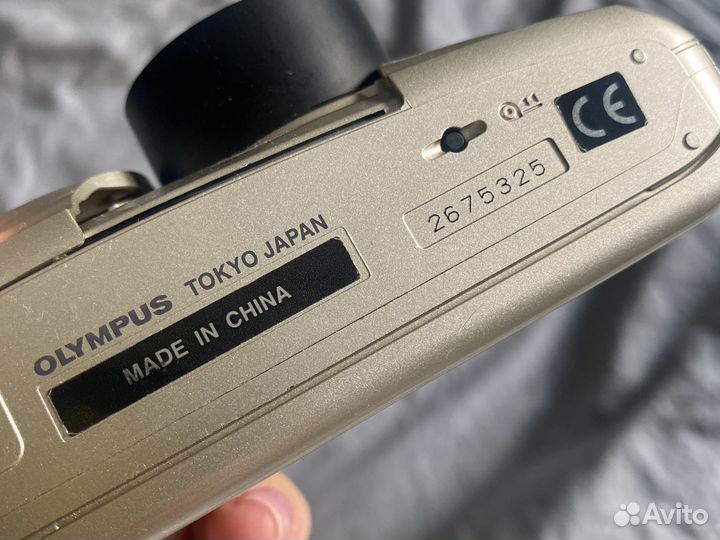 OLYMPUS TOKYO JAPAN
MADE IN CHINA
2675325
CE
Avito